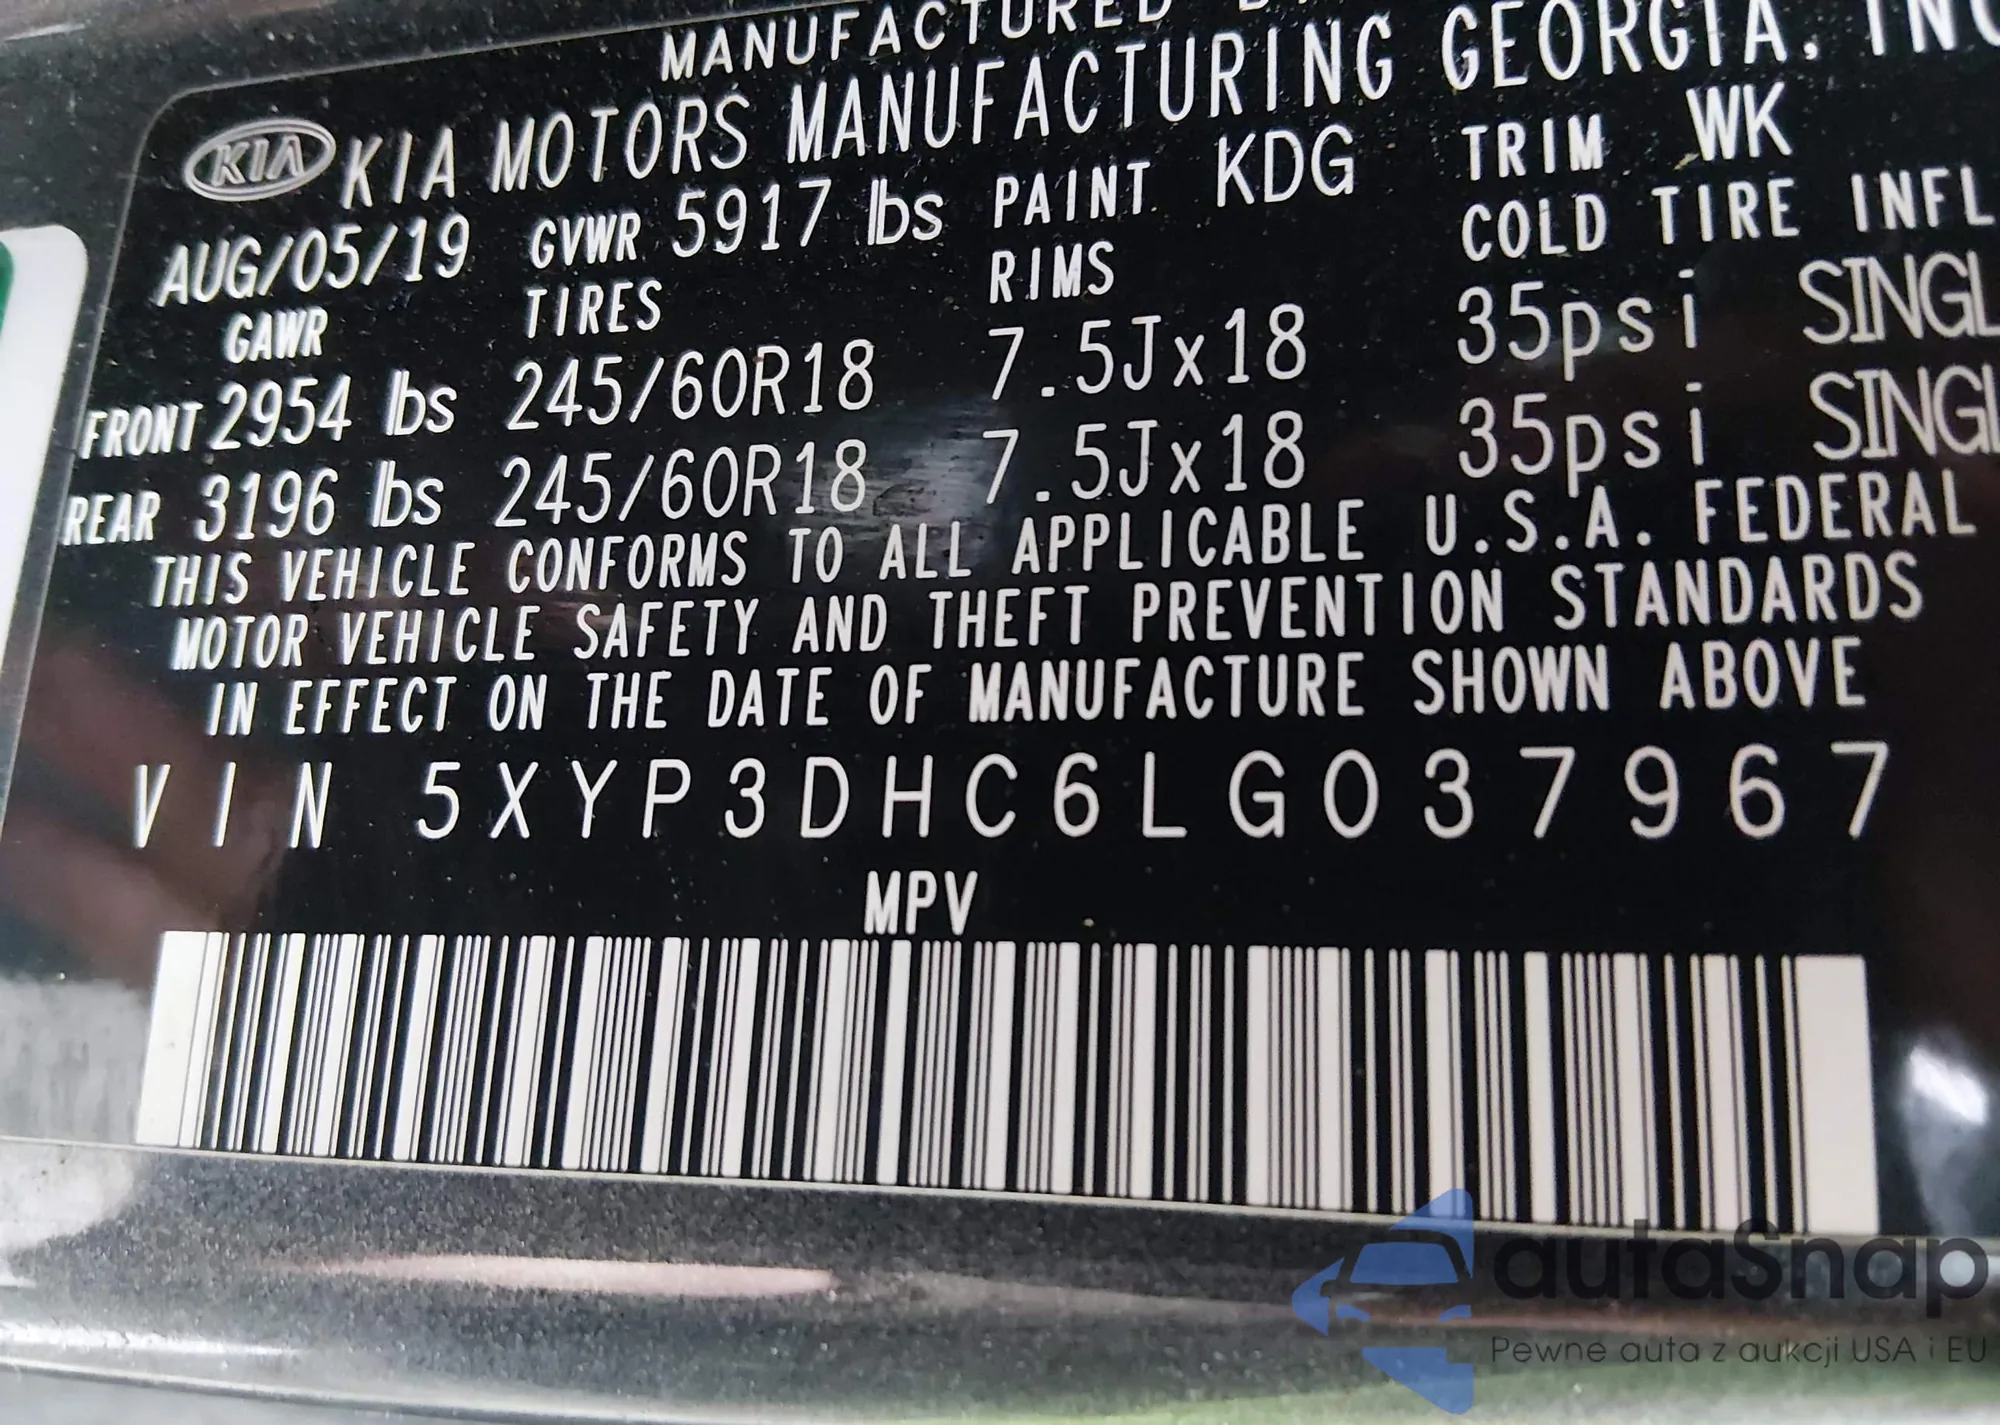 MANUFACTURED
KIA KIA MOTORS MANUFACTURING GEORGIA, INC
AUG/05/19 GVWR 5917 lbs PAINT KDG TRIM WK
GAWR TIRES RIMS COLD TIRE INFL
FRONT 2954 lbs 245/60R18 7.5Jx18 35psi SINGL
REAR 3196 lbs 245/60R18 7.5Jx18 35psi SINGL
THIS VEHICLE CONFORMS TO ALL APPLICABLE U.S.A. FEDERAL
MOTOR VEHICLE SAFETY AND THEFT PREVENTION STANDARDS
IN EFFECT ON THE DATE OF MANUFACTURE SHOWN ABOVE
VIN 5XYP3DHC6LG037967
MPV
autaSnap
Pewne auta z aukcji USA i EU